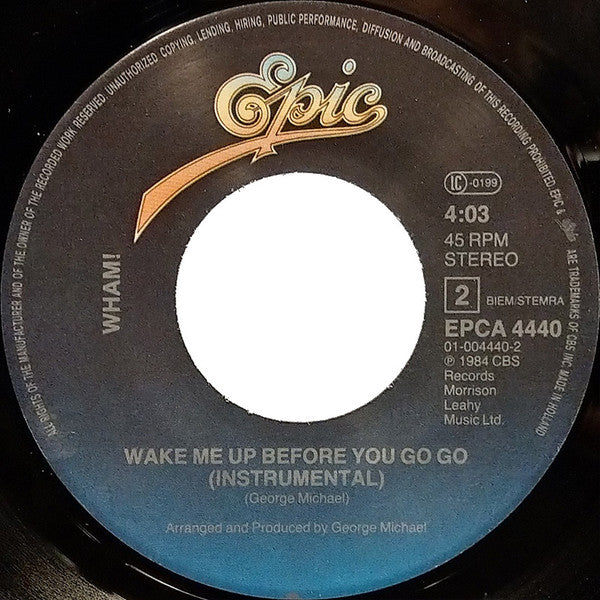 ALL RIGHTS OF THE MANUFACTURER AND OF THE OWNER OF THE RECORDED WORK RESERVED. UNAUTHORIZED COPYING, LENDING, HIRING, PUBLIC PERFORMANCE, DIFFUSION AND BROADCASTING OF THIS RECORDING PROHIBITED. EPIC & ARE TRADEMARKS OF CBS INC. MADE IN HOLLAND
Epic
WHAM!
IC -0199
4:03
45 RPM
STEREO
2 BIEM/STEMRA
EPCA 4440
01-004440-2
℗ 1984 CBS
Records
Morrison
Leahy
Music Ltd.
WAKE ME UP BEFORE YOU GO GO
(INSTRUMENTAL)
(George Michael)
Arranged and Produced by George Michael